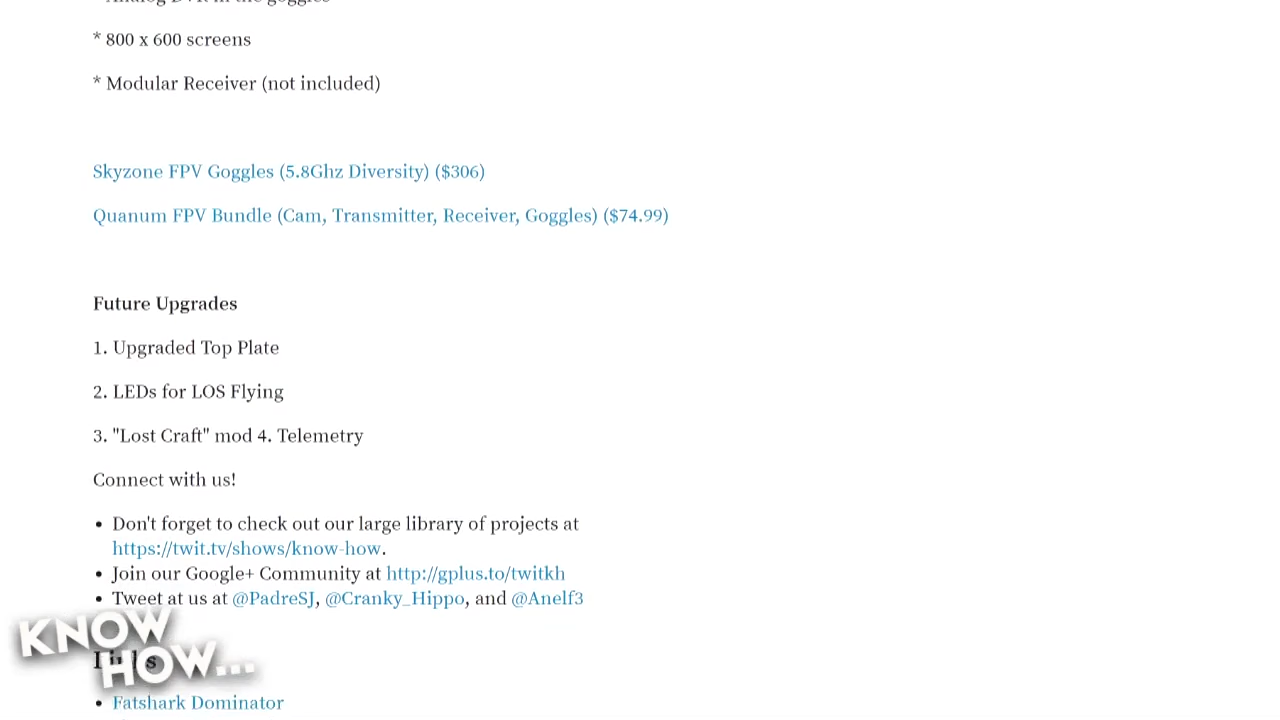 * 800 x 600 screens
* Modular Receiver (not included)
Skyzone FPV Goggles (5.8Ghz Diversity) ($306)
Quanum FPV Bundle (Cam, Transmitter, Receiver, Goggles) ($74.99)
Future Upgrades
1. Upgraded Top Plate
2. LEDs for LOS Flying
3. "Lost Craft" mod 4. Telemetry
Connect with us!
• Don't forget to check out our large library of projects at
https://twit.tv/shows/know-how.
• Join our Google+ Community at http://gplus.to/twitkh
• Tweet at us at @PadreSJ, @Cranky_Hippo, and @Anelf3
KNOW
HOW...
Links
• Fatshark Dominator